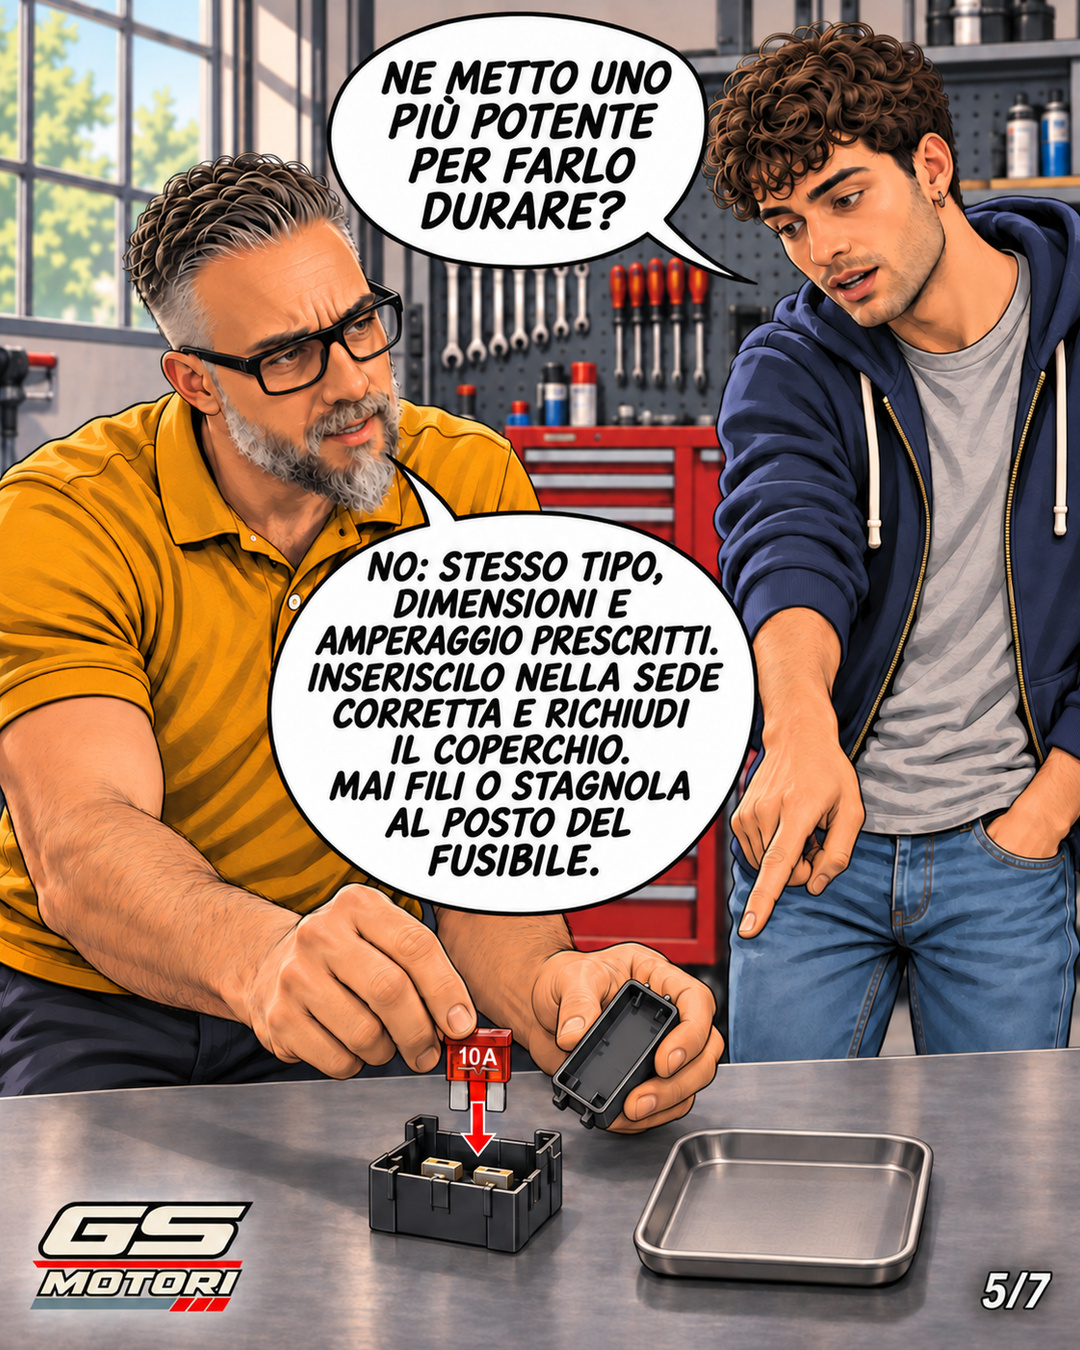 NE METTO UNO
PIÙ POTENTE
PER FARLO
DURARE?
NO: STESSO TIPO,
DIMENSIONI E
AMPERAGGIO PRESCRITTI.
INSERISCILO NELLA SEDE
CORRETTA E RICHIUDI
IL COPERCHIO.
MAI FILI O STAGNOLA
AL POSTO DEL
FUSIBILE.
10A
GS
MOTORI
5/7